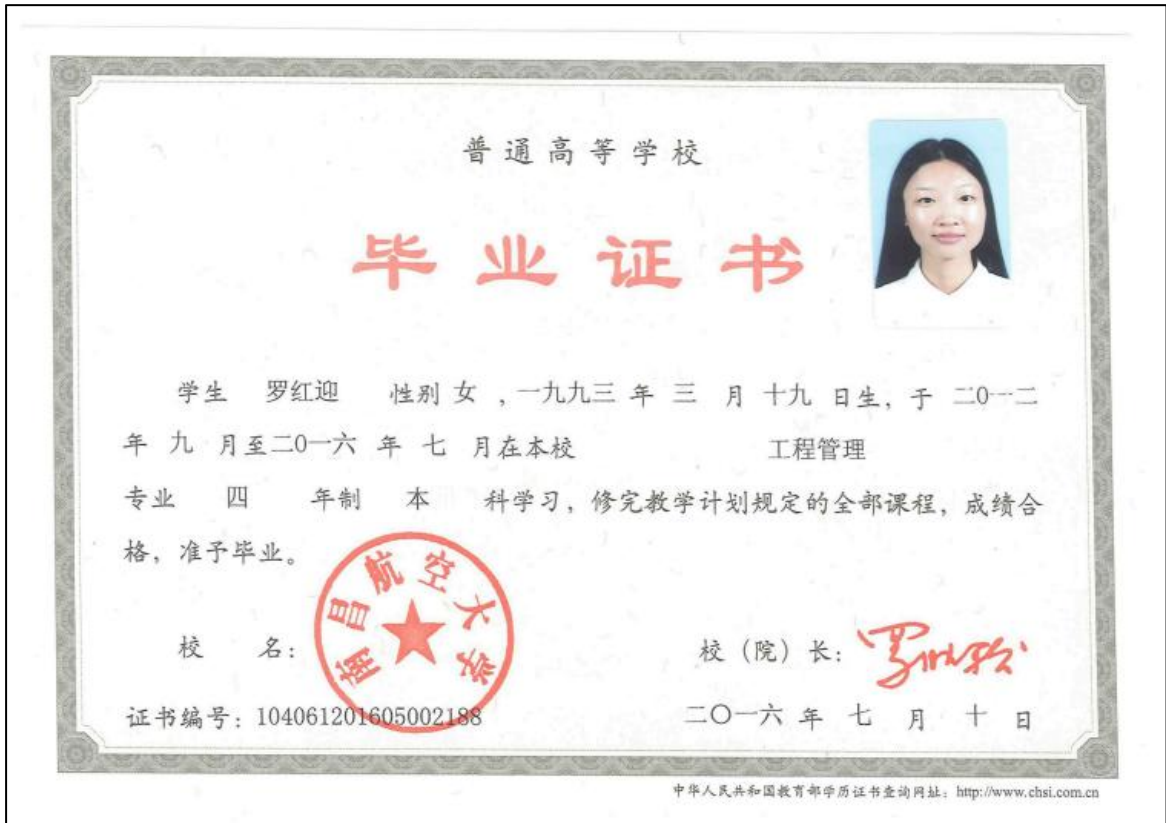 普通高等学校
毕业证书
学生 罗红迎 性别 女 ，一九九三 年 三 月 十九 日生，于 二0一二
年 九 月至二0一六 年 七 月在本校 工程管理
专业 四 年制 本 科学习，修完教学计划规定的全部课程，成绩合
格，准予毕业。
南昌航空大学
校 名： 校（院）长：
证书编号：104061201605002188 二〇一六 年 七 月 十 日
中华人民共和国教育部学历证书查询网址：http://www.chsi.com.cn